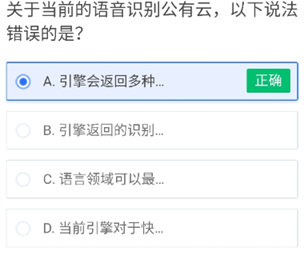 关于当前的语音识别公有云，以下说法
错误的是？
A. 引擎会返回多种... 正确
B. 引擎返回的识别...
C. 语言领域可以最...
D. 当前引擎对于快...